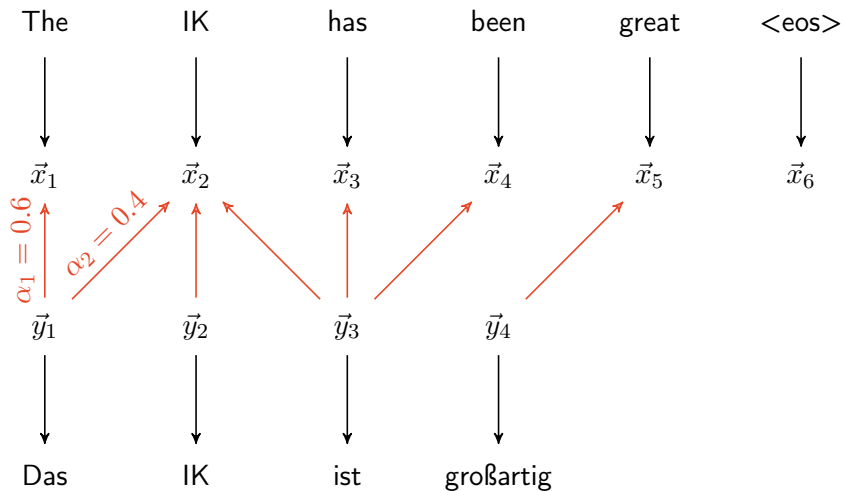 The IK has been great <eos>
x⃗₁ x⃗₂ x⃗₃ x⃗₄ x⃗₅ x⃗₆
α₁ = 0.6 α₂ = 0.4
y⃗₁ y⃗₂ y⃗₃ y⃗₄
Das IK ist großartig